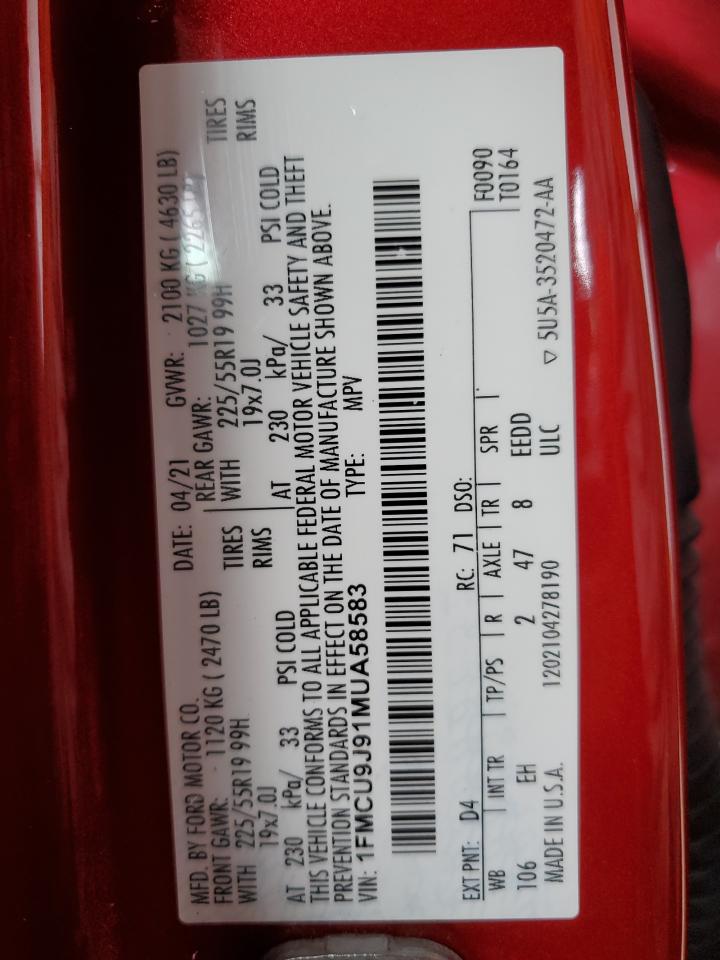 MFD. BY FORD MOTOR CO. DATE: 04/21 GVWR: 2100 KG ( 4630 LB)
FRONT GAWR: 1120 KG ( 2470 LB) REAR GAWR: 1027 KG ( 2265 LB)
WITH 225/55R19 99H TIRES WITH 225/55R19 99H TIRES
19x7.0J RIMS 19x7.0J RIMS
AT 230 kPa/ 33 PSI COLD AT 230 kPa/ 33 PSI COLD
THIS VEHICLE CONFORMS TO ALL APPLICABLE FEDERAL MOTOR VEHICLE SAFETY AND THEFT
PREVENTION STANDARDS IN EFFECT ON THE DATE OF MANUFACTURE SHOWN ABOVE.
VIN: 1FMCU9J91MUA58583 TYPE: MPV
EXT PNT: D4 RC: 71 DSO: F0090
WB INT TR TP/PS R AXLE TR SPR T0164
106 EH 2 47 8 EEDD
MADE IN U.S.A. 1202104278190 ULC ▽ 5U5A-3520472-AA